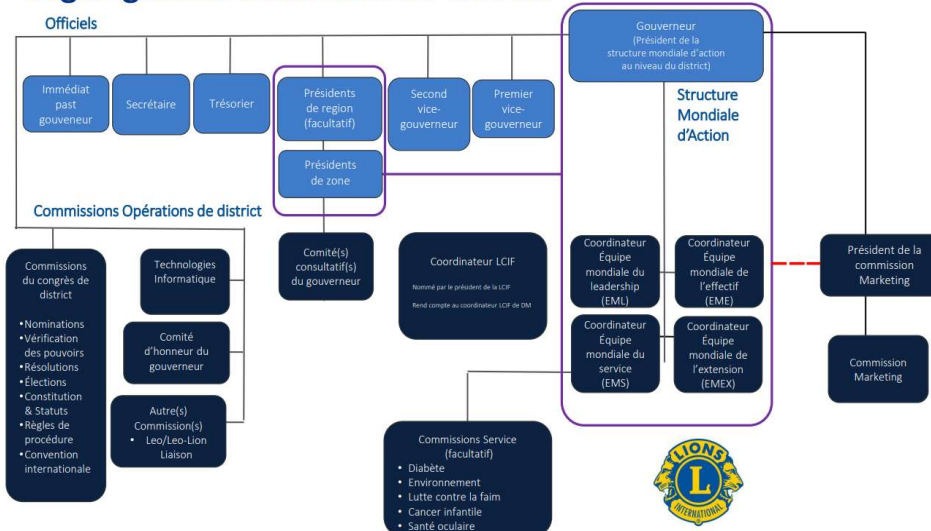 Officiels
Gouverneur
(Président de la
structure mondiale d'action
au niveau du district)
Immédiat
past
gouveneur
Secrétaire
Trésorier
Présidents
de region
(facultatif)
Second
vice-
gouverneur
Premier
vice-
gouverneur
Structure
Mondiale
d'Action
Présidents
de zone
Commissions Opérations de district
Commissions
du congrès de
district
•Nominations
•Vérification
des pouvoirs
•Résolutions
•Élections
•Constitution
& Statuts
•Règles de
procédure
•Convention
internationale
Technologies
Informatique
Comité
d'honneur du
gouverneur
Autre(s)
Commission(s)
• Leo/Leo-Lion
Liaison
Comité(s)
consultatif(s)
du gouverneur
Coordinateur LCIF
Nommé par le président de la LCIF
Rend compte au coordinateur LCIF de DM
Coordinateur
Équipe
mondiale du
leadership
(EML)
Coordinateur
Équipe
mondiale de
l'effectif
(EME)
Coordinateur
Équipe
mondiale du
service
(EMS)
Coordinateur
Équipe
mondiale de
l'extension
(EMEX)
Président de la
commission
Marketing
Commission
Marketing
Commissions Service
(facultatif)
• Diabète
• Environnement
• Lutte contre la faim
• Cancer infantile
• Santé oculaire
LIONS
L
INTERNATIONAL